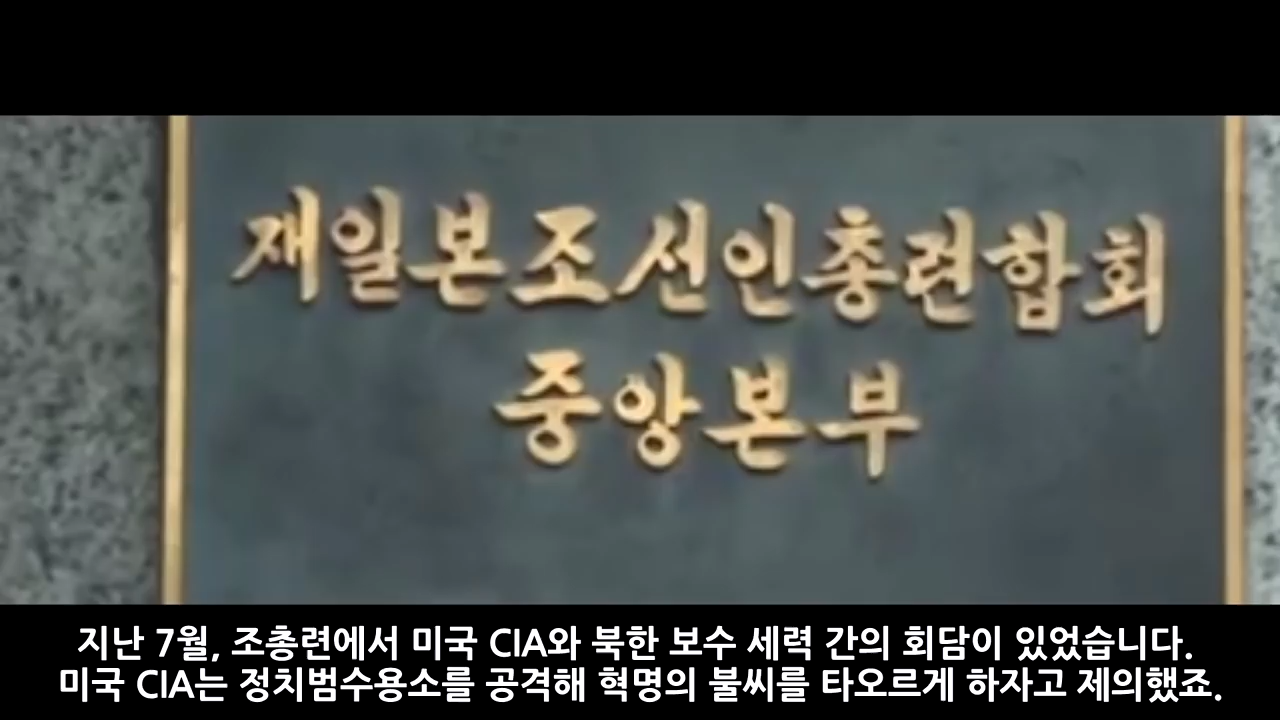 재일본조선인총련합회
중앙본부
지난 7월, 조총련에서 미국 CIA와 북한 보수 세력 간의 회담이 있었습니다.
미국 CIA는 정치범수용소를 공격해 혁명의 불씨를 타오르게 하자고 제의했죠.